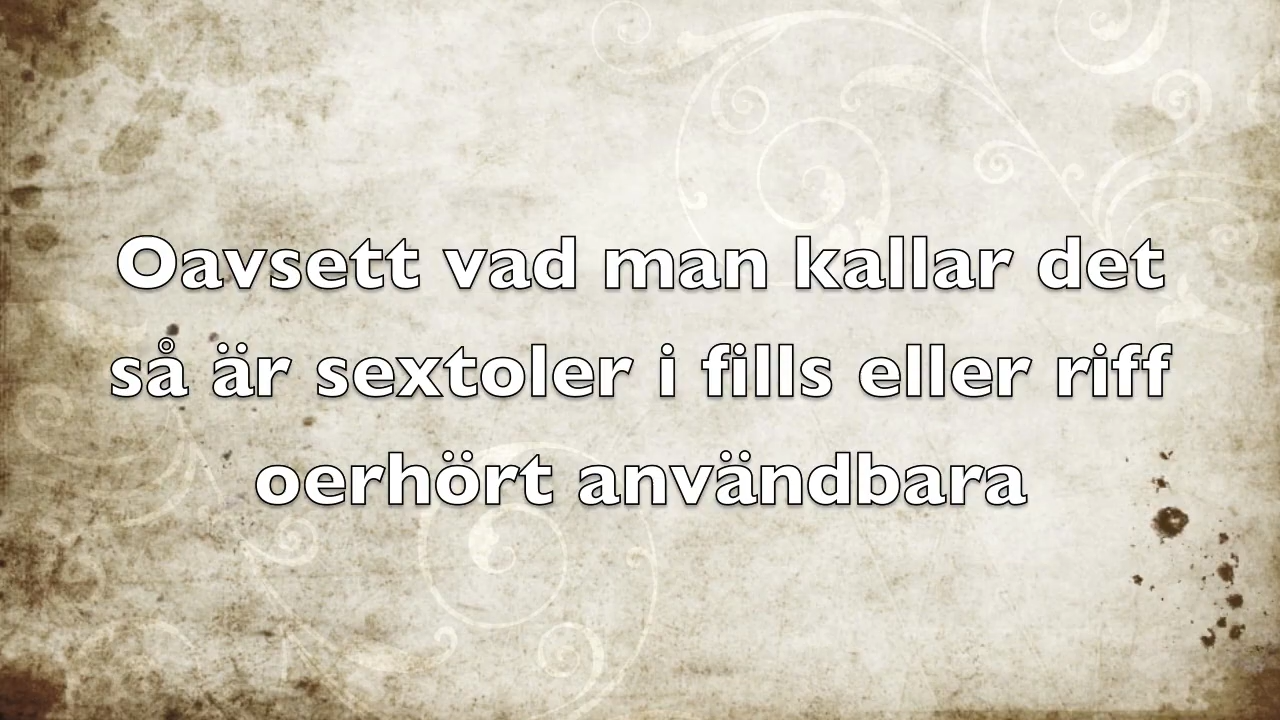 Oavsett vad man kallar det
så är sextoler i fills eller riff
oerhört användbara